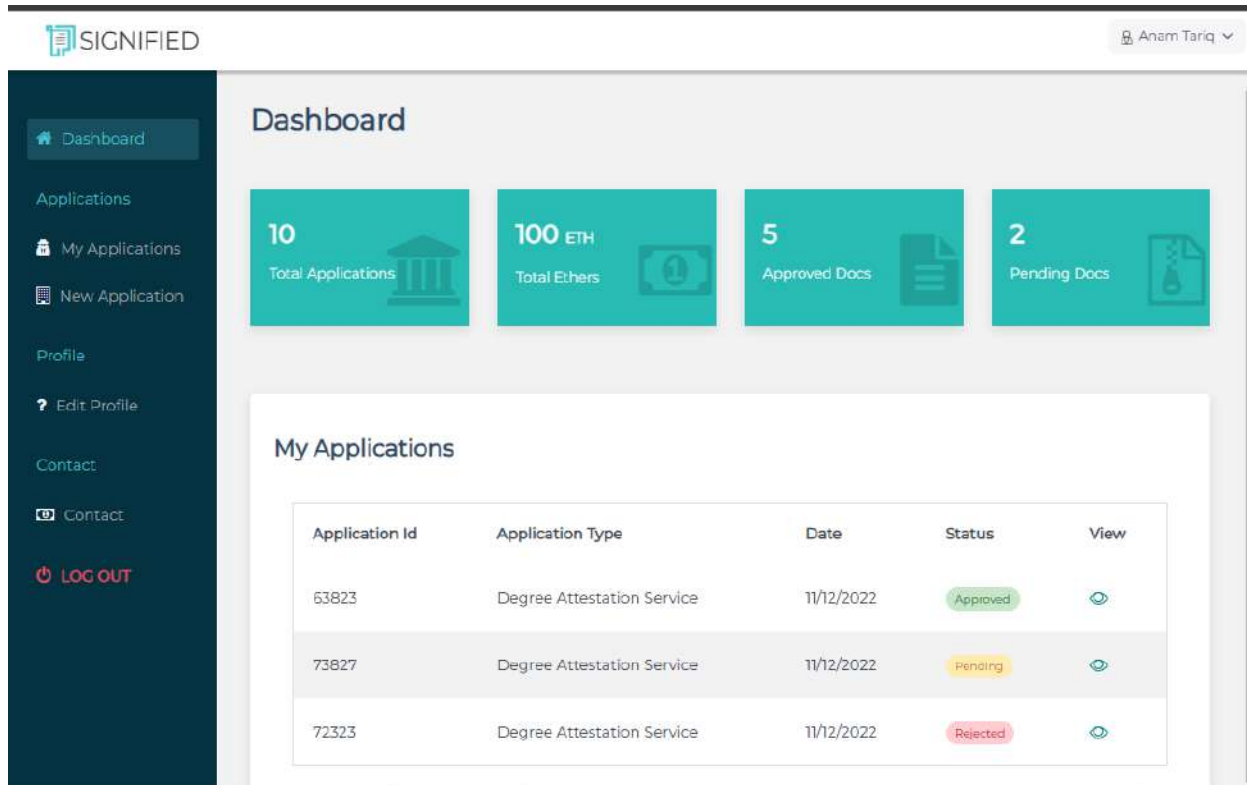 SIGNIFIED
Anam Tariq
Dashboard
Applications
My Applications
New Application
Profile
? Edit Profile
Contact
Contact
LOG OUT
Dashboard
10
Total Applications
100 ETH
Total Ethers
5
Approved Docs
2
Pending Docs
My Applications
Application Id Application Type Date Status View
63823 Degree Attestation Service 11/12/2022 Approved
73827 Degree Attestation Service 11/12/2022 Pending
72323 Degree Attestation Service 11/12/2022 Rejected